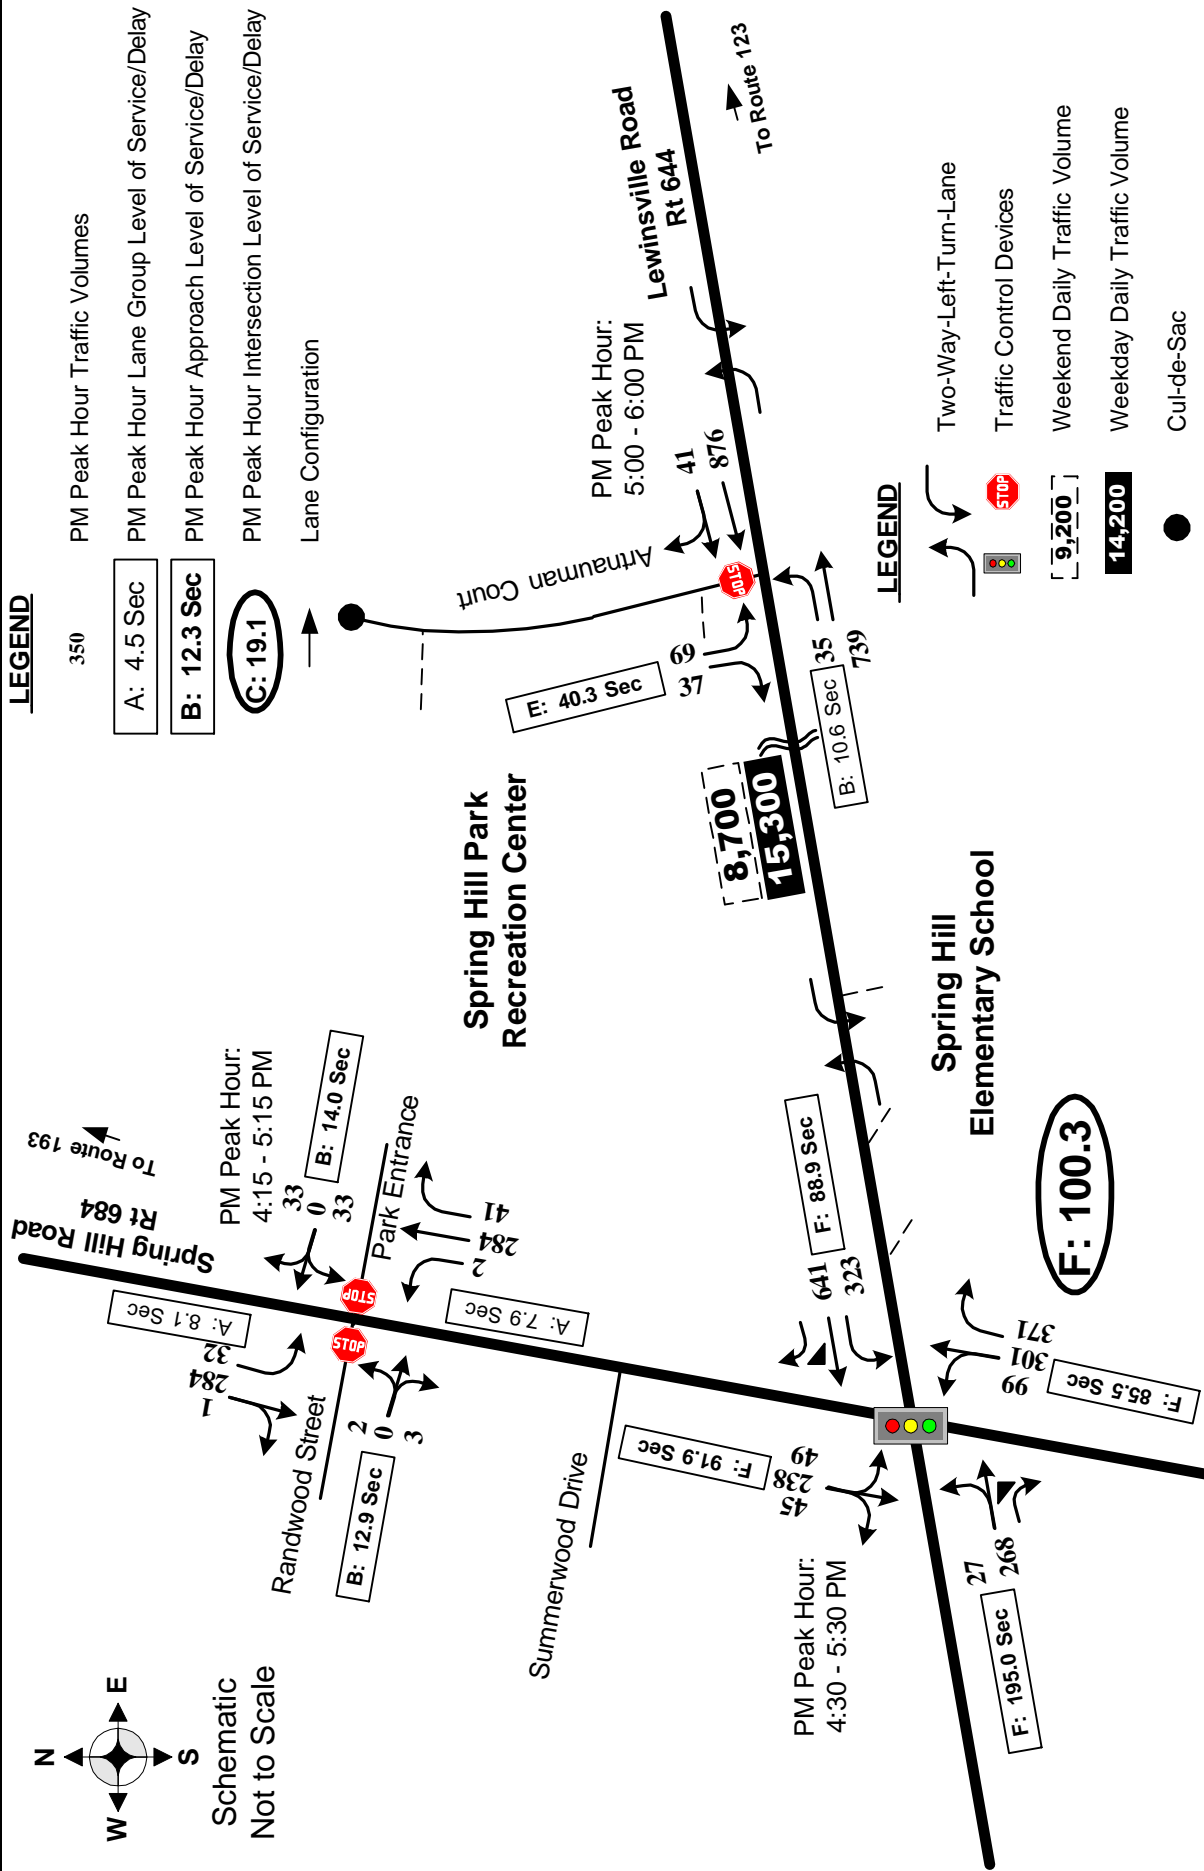 N
W
E
S
Schematic
Not to Scale
LEGEND
350
PM Peak Hour Traffic Volumes
A: 4.5 Sec
PM Peak Hour Lane Group Level of Service/Delay
B: 12.3 Sec
PM Peak Hour Approach Level of Service/Delay
C: 19.1
PM Peak Hour Intersection Level of Service/Delay
Lane Configuration
To Route 193
Spring Hill Road
Rt 684
PM Peak Hour:
4:15 - 5:15 PM
33
0
33
B: 14.0 Sec
A: 8.1 Sec
1
284
32
STOP
STOP
Park Entrance
Randwood Street
2
0
3
B: 12.9 Sec
2
284
41
A: 7.9 Sec
Summerwood Drive
Spring Hill Park
Recreation Center
Artnauman Court
E: 40.3 Sec
37
69
PM Peak Hour:
5:00 - 6:00 PM
41
876
STOP
Lewinsville Road
Rt 644
To Route 123
8,700
15,300
B: 10.6 Sec
35
739
F: 91.9 Sec
45
238
49
PM Peak Hour:
4:30 - 5:30 PM
F: 88.9 Sec
641
323
27
268
F: 195.0 Sec
99
301
371
F: 85.5 Sec
F: 100.3
Spring Hill
Elementary School
LEGEND
Two-Way-Left-Turn-Lane
STOP
Traffic Control Devices
9,200
Weekend Daily Traffic Volume
14,200
Weekday Daily Traffic Volume
Cul-de-Sac